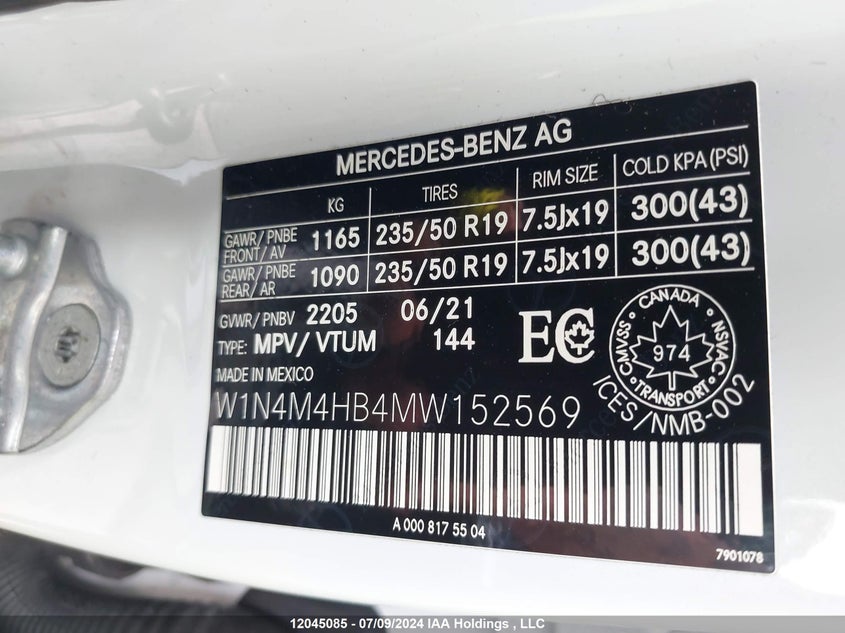 MERCEDES-BENZ AG
KG TIRES RIM SIZE COLD KPA (PSI)
GAWR/ PNBE FRONT/ AV 1165 235/50 R19 7.5Jx19 300(43)
GAWR/ PNBE REAR/ AR 1090 235/50 R19 7.5Jx19 300(43)
GVWR/ PNBV 2205 06/21
TYPE: MPV/ VTUM 144
MADE IN MEXICO
EC
CANADA
CMVSS 974 NSVAC
TRANSPORT
ICES/NMB-002
W1N4M4HB4MW152569
A 000 817 55 04
7901078
12045085 - 07/09/2024 IAA Holdings , LLC